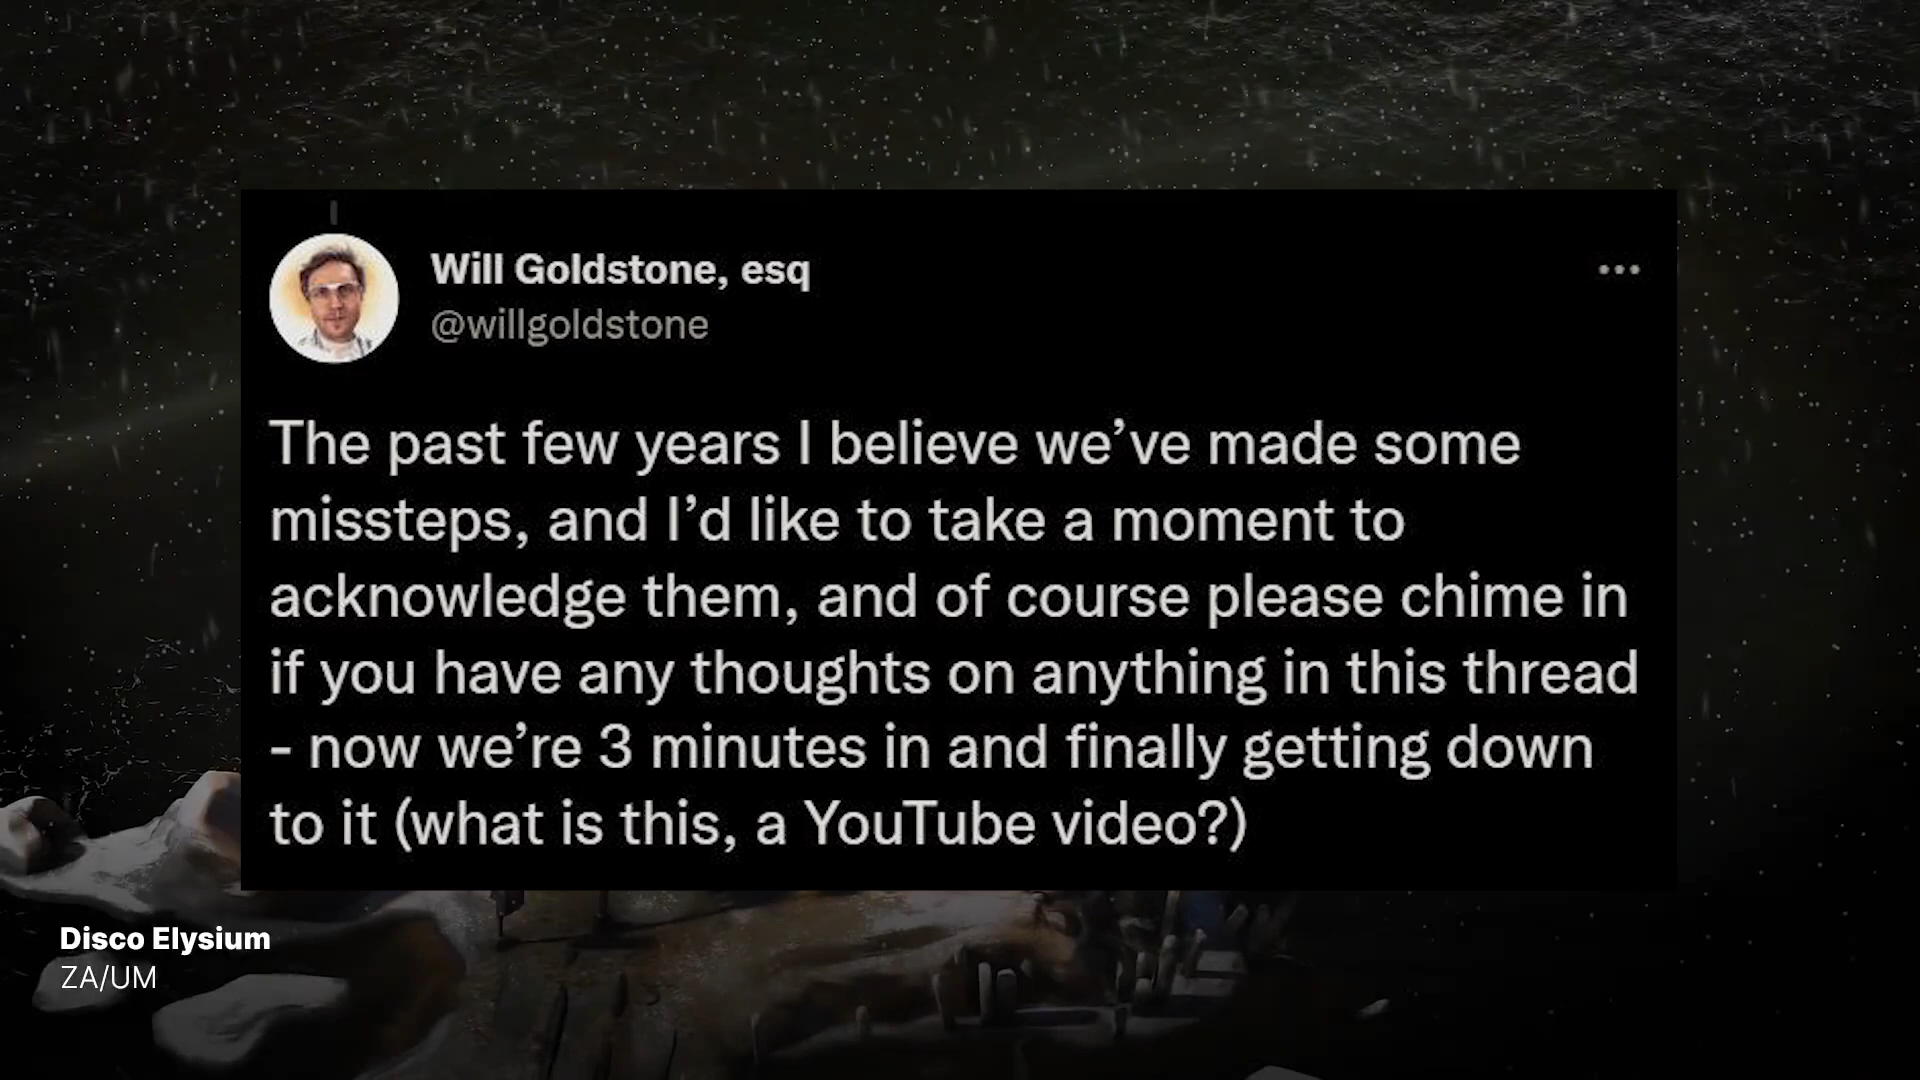 Will Goldstone, esq
@willgoldstone
The past few years I believe we’ve made some
missteps, and I’d like to take a moment to
acknowledge them, and of course please chime in
if you have any thoughts on anything in this thread
- now we’re 3 minutes in and finally getting down
to it (what is this, a YouTube video?)
Disco Elysium
ZA/UM